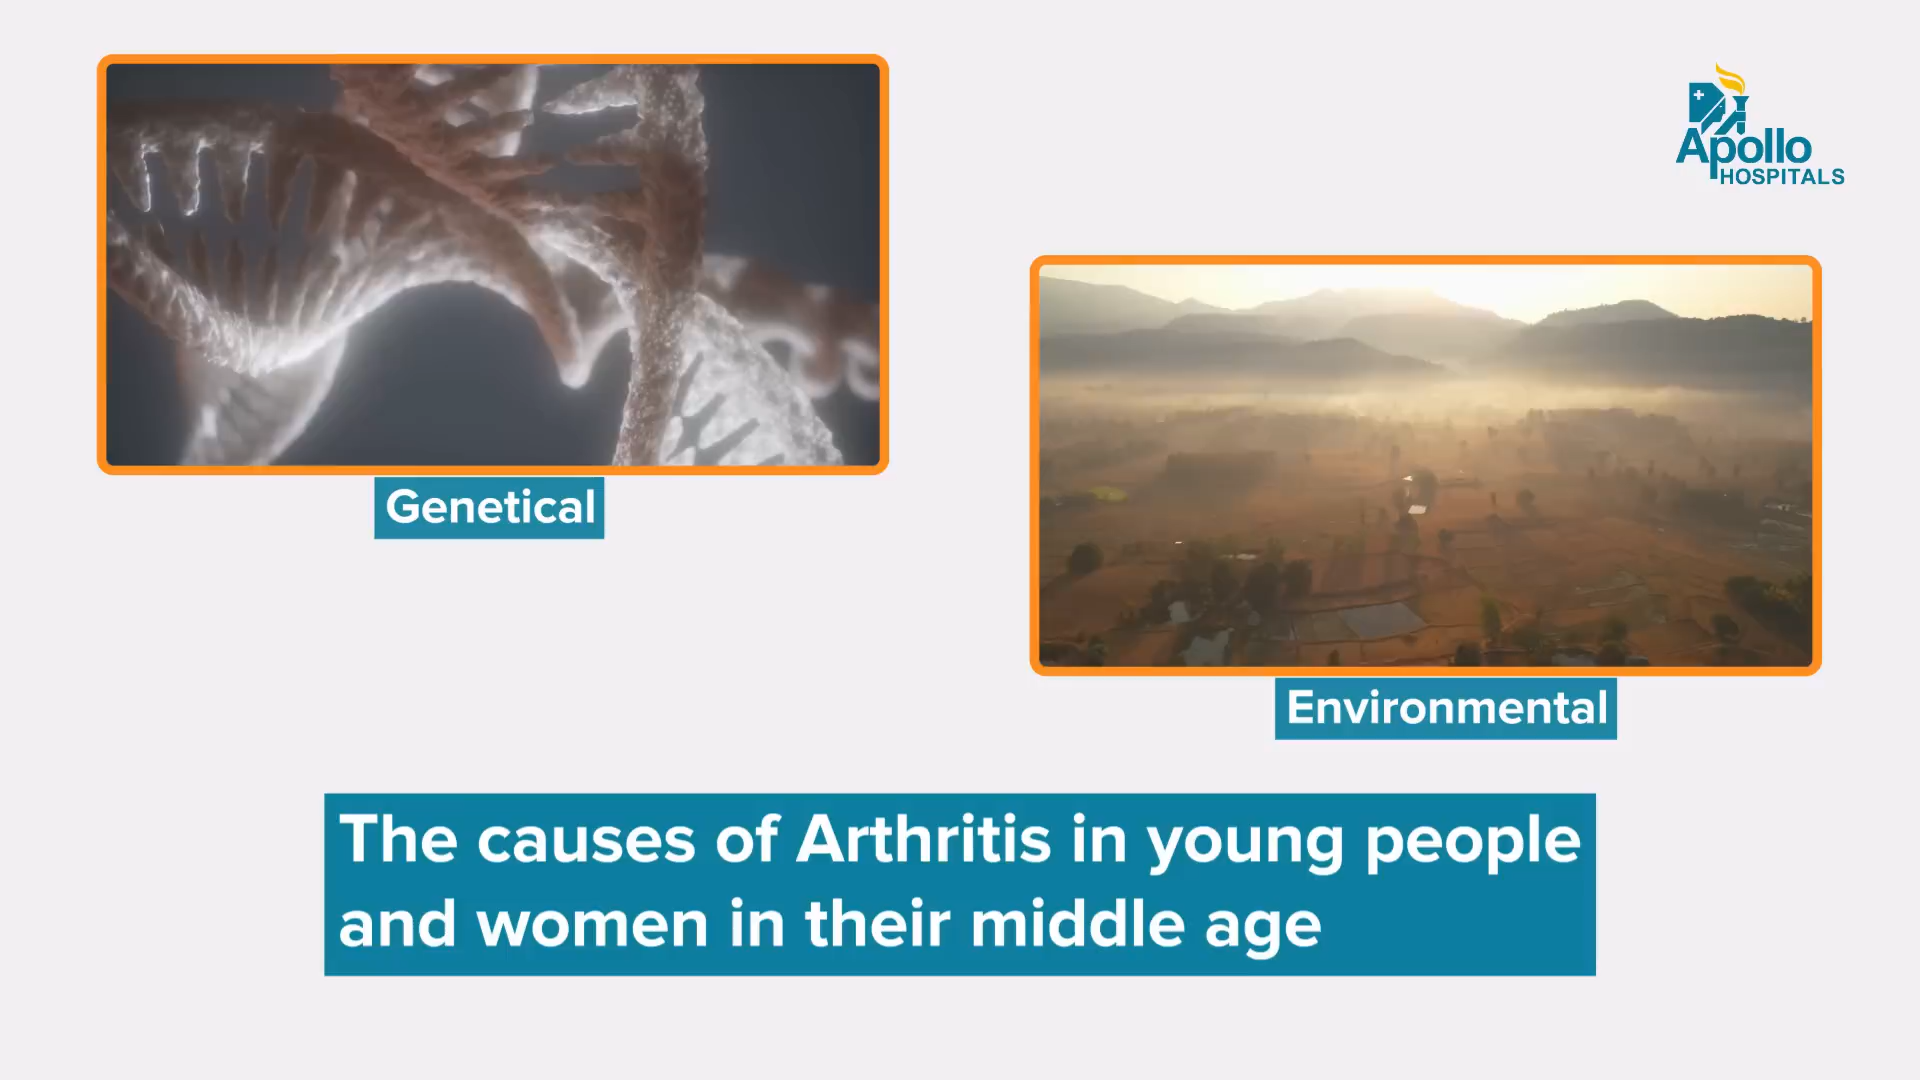 Apollo
HOSPITALS
Genetical
Environmental
The causes of Arthritis in young people
and women in their middle age